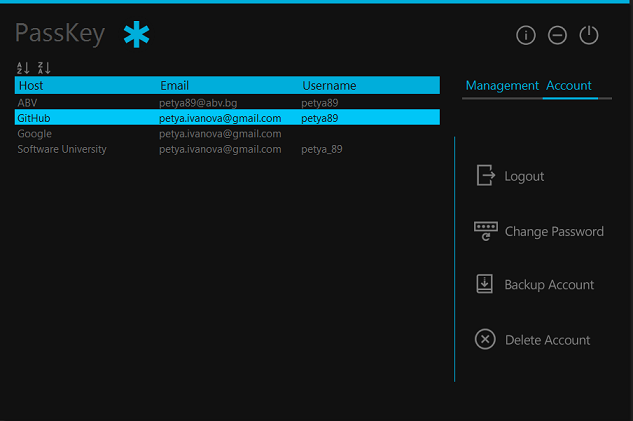 PassKey
Host Email Username
ABV petya89@abv.bg petya89
GitHub petya.ivanova@gmail.com petya89
Google petya.ivanova@gmail.com
Software University petya.ivanova@gmail.com petya_89
Management Account
Logout
Change Password
Backup Account
Delete Account